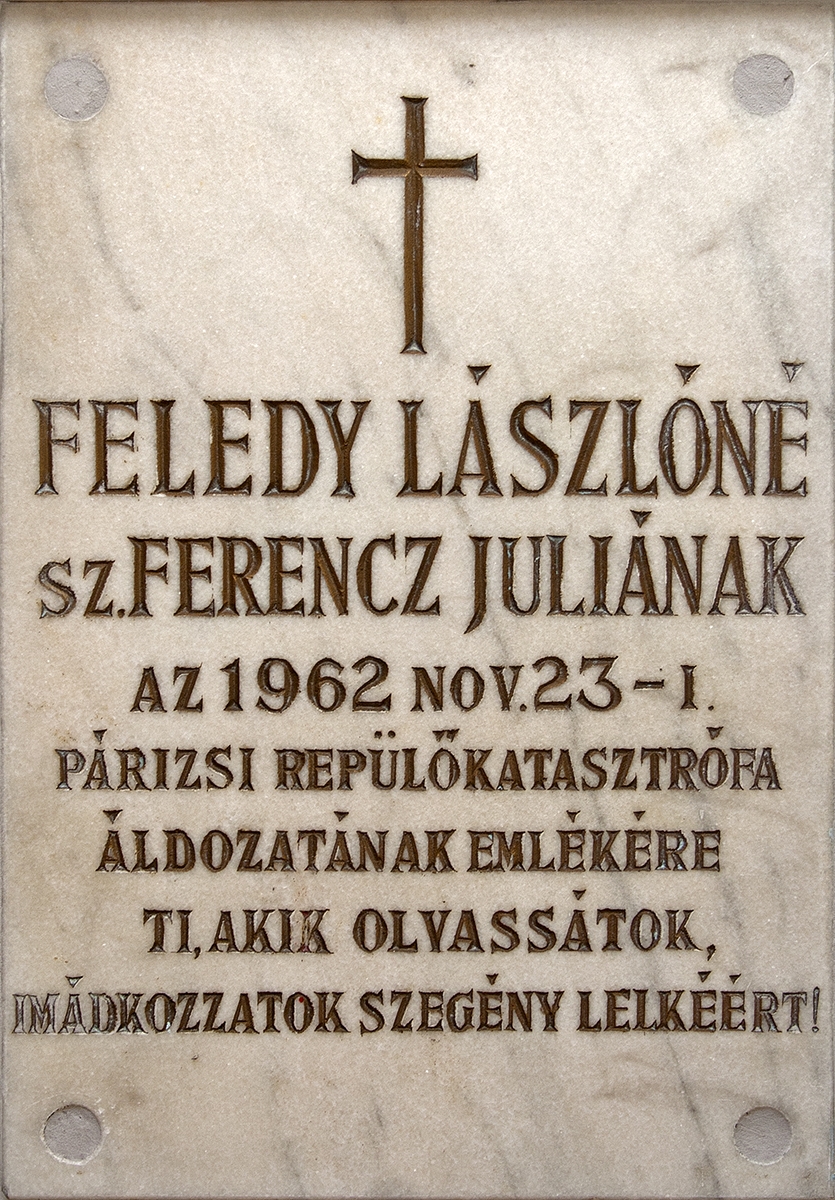 FELEDY LÁSZLÓNÉ
SZ. FERENCZ JULIÁNAK
AZ 1962 NOV. 23-I.
PÁRIZSI REPÜLŐKATASZTRÓFA
ÁLDOZATÁNAK EMLÉKÉRE
TI, AKIK OLVASSÁTOK,
IMÁDKOZZATOK SZEGÉNY LELKÉÉRT!